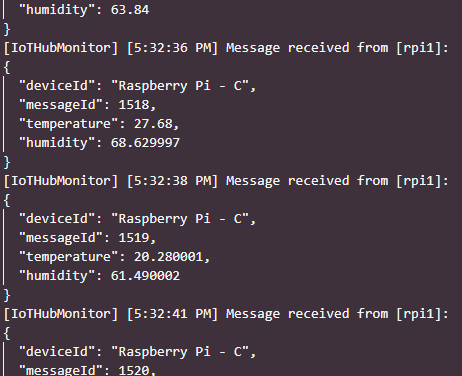 "humidity": 63.84
}
[IoTHubMonitor] [5:32:36 PM] Message received from [rpi1]:
{
"deviceId": "Raspberry Pi - C",
"messageId": 1518,
"temperature": 27.68,
"humidity": 68.629997
}
[IoTHubMonitor] [5:32:38 PM] Message received from [rpi1]:
{
"deviceId": "Raspberry Pi - C",
"messageId": 1519,
"temperature": 20.280001,
"humidity": 61.490002
}
[IoTHubMonitor] [5:32:41 PM] Message received from [rpi1]:
{
"deviceId": "Raspberry Pi - C",
"messageId": 1520,